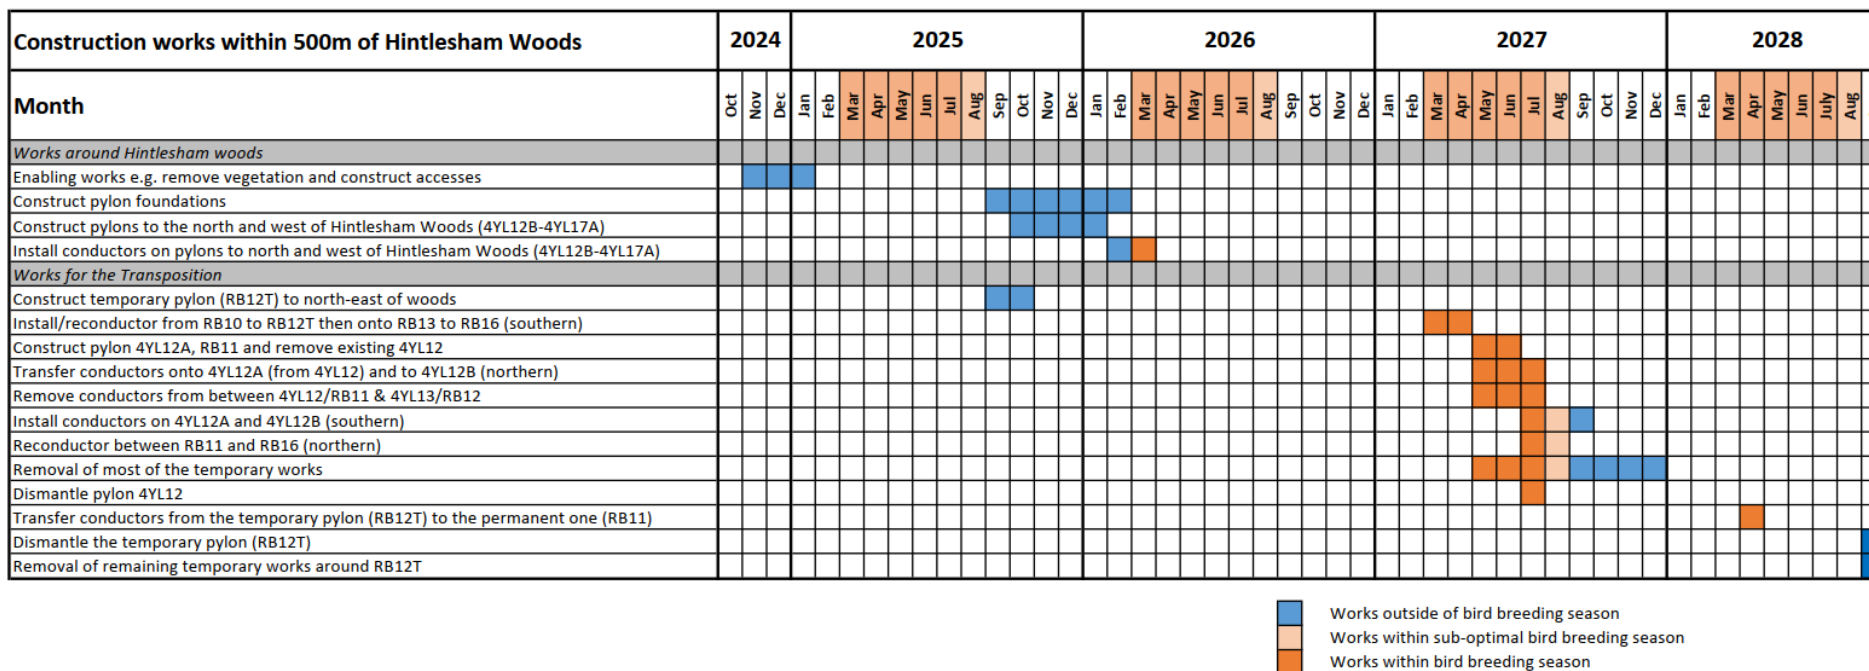 Construction works within 500m of Hintlesham Woods 2024 2025 2026 2027 2028
Month Oct Nov Dec Jan Feb Mar Apr May Jun Jul Aug Sep Oct Nov Dec Jan Feb Mar Apr May Jun Jul Aug Sep Oct Nov Dec Jan Feb Mar Apr May Jun Jul Aug Sep Oct Nov Dec Jan Feb Mar Apr May Jun July Aug
Works around Hintlesham woods
Enabling works e.g. remove vegetation and construct accesses
Construct pylon foundations
Construct pylons to the north and west of Hintlesham Woods (4YL12B-4YL17A)
Install conductors on pylons to north and west of Hintlesham Woods (4YL12B-4YL17A)
Works for the Transposition
Construct temporary pylon (RB12T) to north-east of woods
Install/reconductor from RB10 to RB12T then onto RB13 to RB16 (southern)
Construct pylon 4YL12A, RB11 and remove existing 4YL12
Transfer conductors onto 4YL12A (from 4YL12) and to 4YL12B (northern)
Remove conductors from between 4YL12/RB11 & 4YL13/RB12
Install conductors on 4YL12A and 4YL12B (southern)
Reconductor between RB11 and RB16 (northern)
Removal of most of the temporary works
Dismantle pylon 4YL12
Transfer conductors from the temporary pylon (RB12T) to the permanent one (RB11)
Dismantle the temporary pylon (RB12T)
Removal of remaining temporary works around RB12T
Works outside of bird breeding season
Works within sub-optimal bird breeding season
Works within bird breeding season